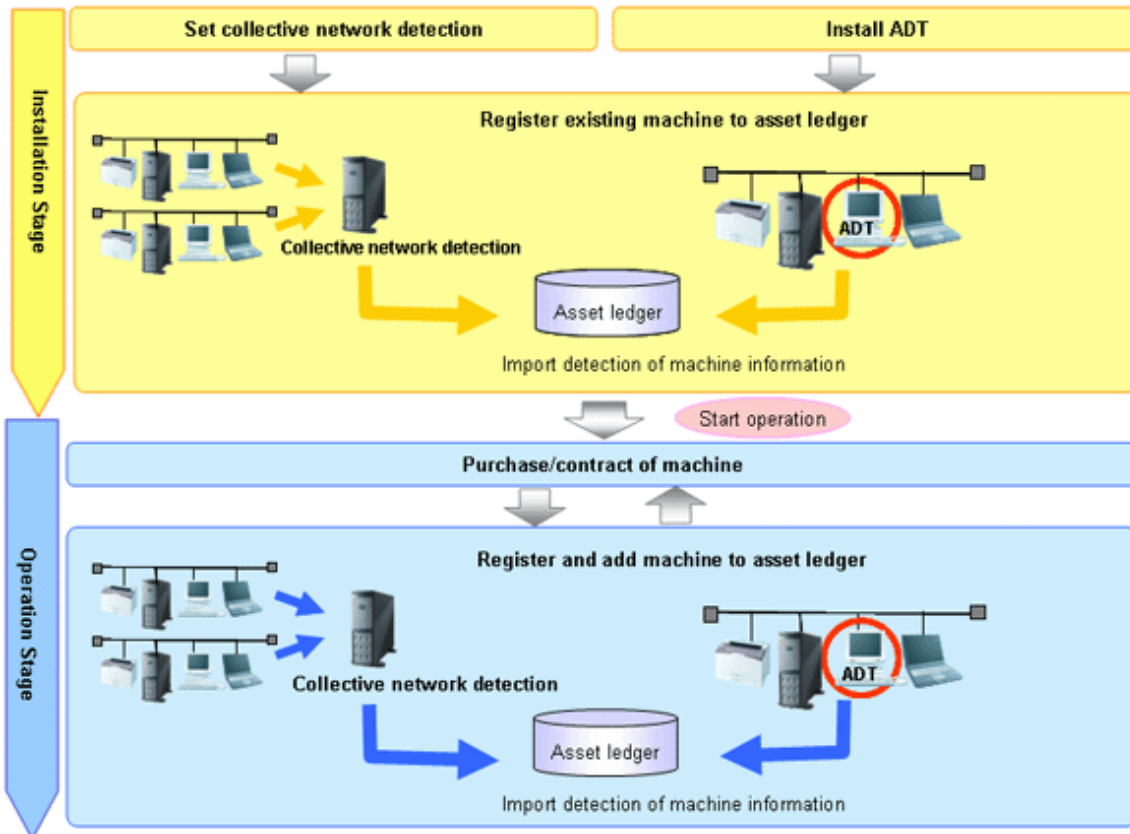 Set collective network detection
Install ADT
Installation Stage
Register existing machine to asset ledger
ADT
Collective network detection
Asset ledger
Import detection of machine information
Start operation
Purchase/contract of machine
Operation Stage
Register and add machine to asset ledger
ADT
Collective network detection
Asset ledger
Import detection of machine information